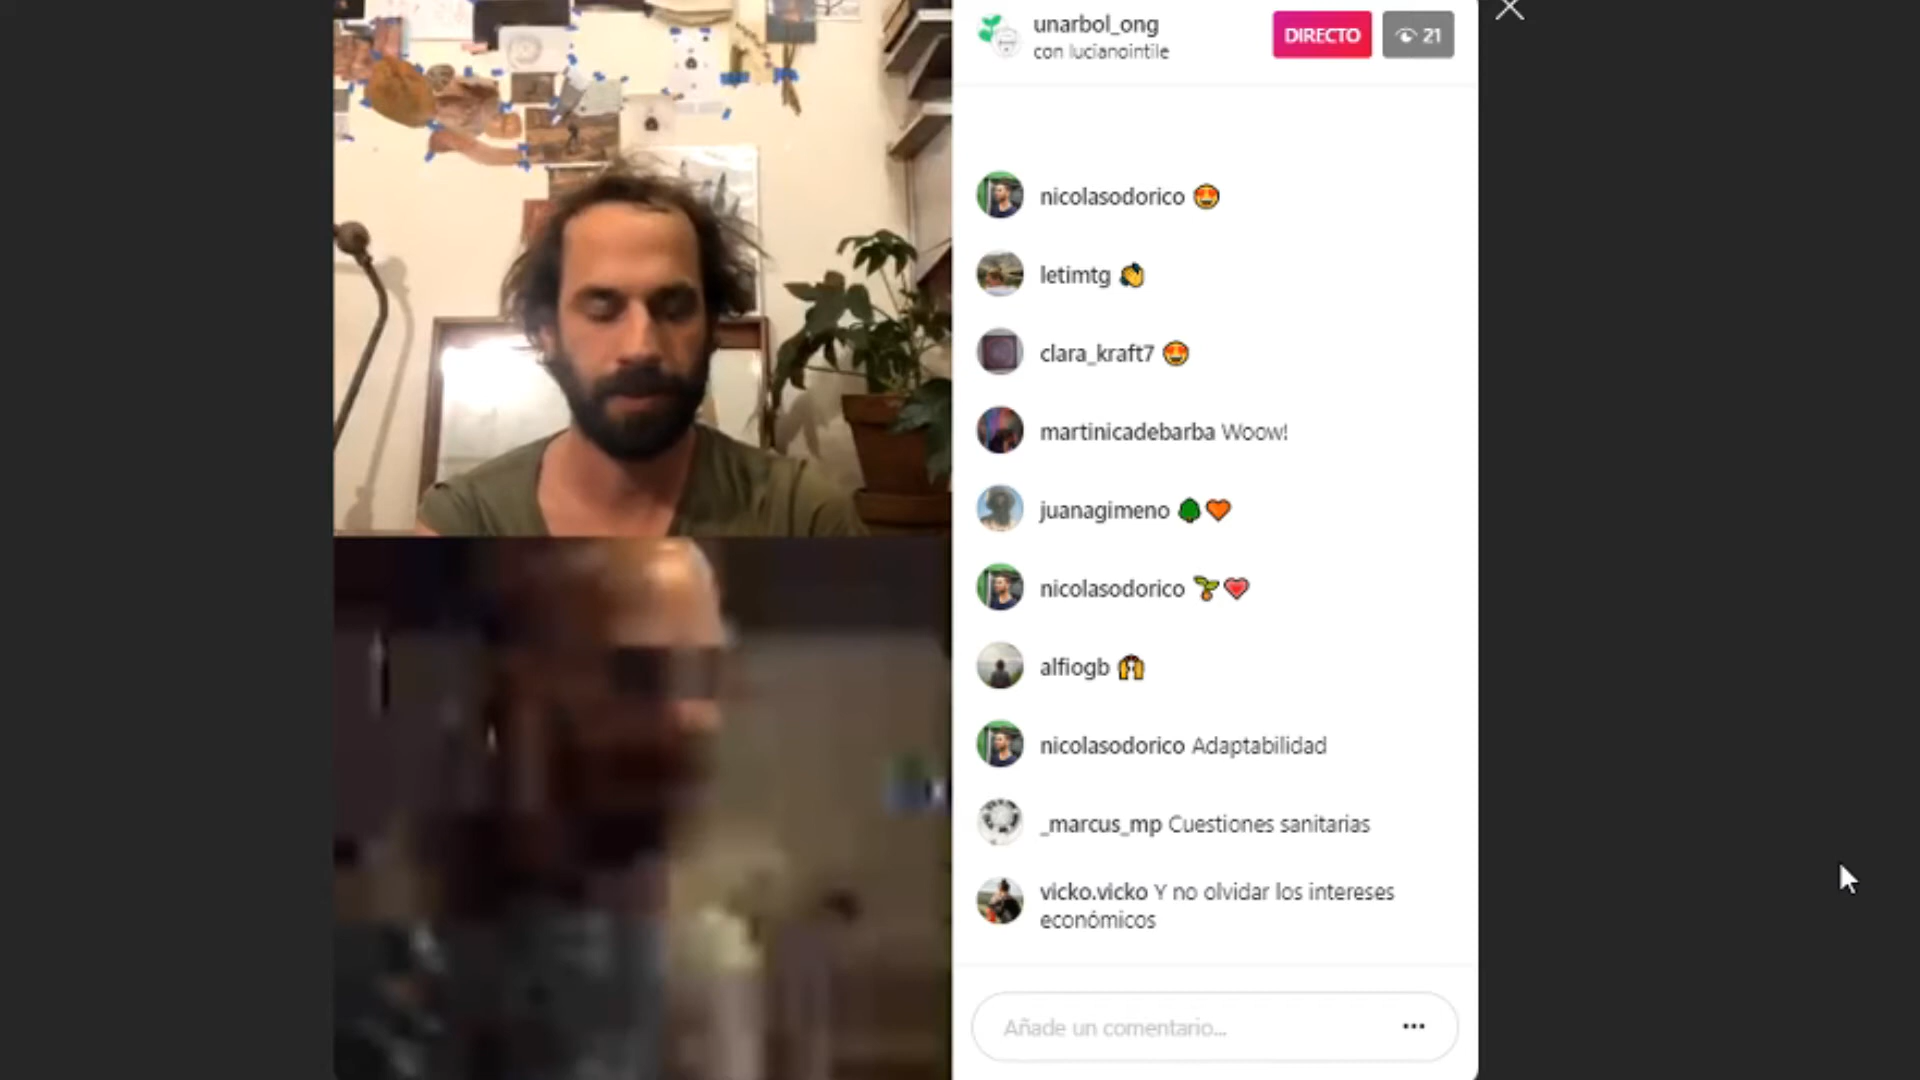 unarbol_ong
con lucianointile
DIRECTO
21
nicolasodorico 😍
letimtg 👏
clara_kraft7 😍
martinicadebarba Woow!
juanagimeno 🌳🧡
nicolasodorico 🌱❤️
alfiogb 🙌
nicolasodorico Adaptabilidad
_marcus_mp Cuestiones sanitarias
vicko.vicko Y no olvidar los intereses
económicos
Añade un comentario...